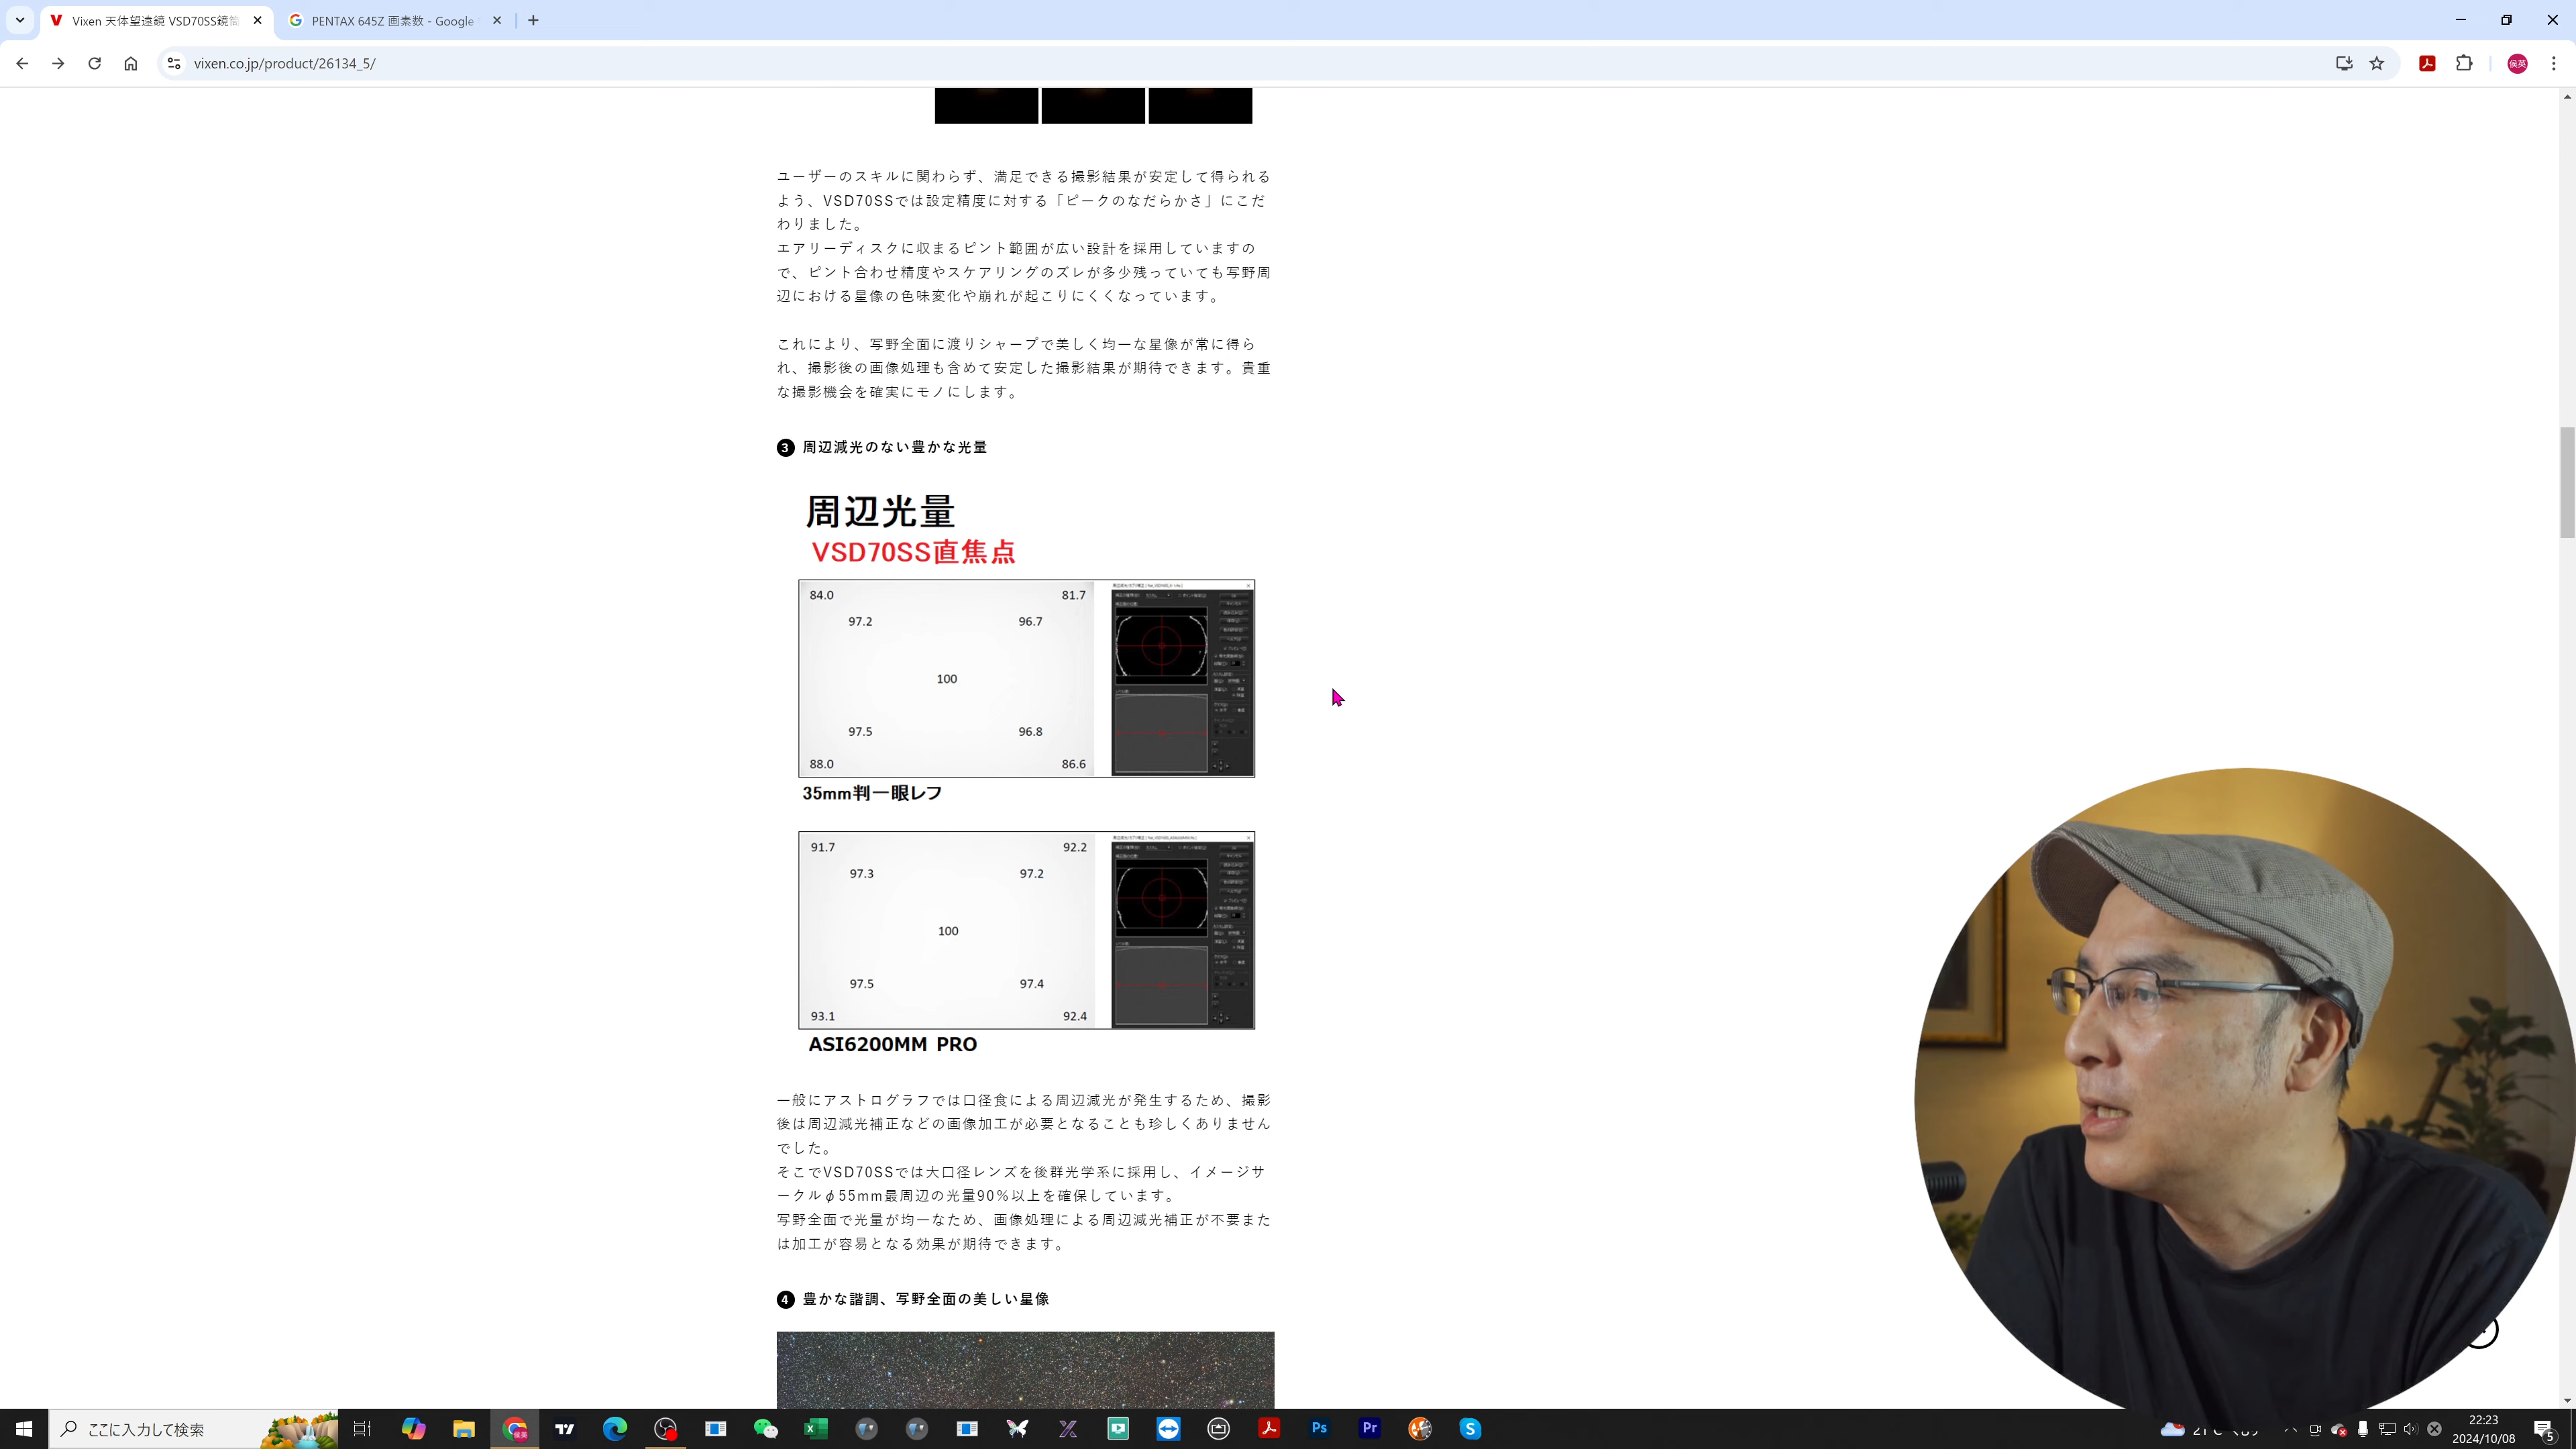 Vixen 天体望遠鏡 VSD70SS鏡筒
PENTAX 645Z 画素数 - Google
vixen.co.jp/product/26134_5/
侯英
ユーザーのスキルに関わらず、満足できる撮影結果が安定して得られる
よう、VSD70SSでは設定精度に対する「ピークのなだらかさ」にこだ
わりました。
エアリーディスクに収まるピント範囲が広い設計を採用していますの
で、ピント合わせ精度やスケアリングのズレが多少残っていても写野周
辺における星像の色味変化や崩れが起こりにくくなっています。
これにより、写野全面に渡りシャープで美しく均一な星像が常に得ら
れ、撮影後の画像処理も含めて安定した撮影結果が期待できます。貴重
な撮影機会を確実にモノにします。
3 周辺減光のない豊かな光量
周辺光量
VSD70SS直焦点
84.0 81.7
97.2 96.7
100
97.5 96.8
88.0 86.6
35mm判一眼レフ
91.7 92.2
97.3 97.2
100
97.5 97.4
93.1 92.4
ASI6200MM PRO
一般にアストログラフでは口径食による周辺減光が発生するため、撮影
後は周辺減光補正などの画像加工が必要となることも珍しくありません
でした。
そこでVSD70SSでは大口径レンズを後群光学系に採用し、イメージサ
ークルφ55mm最周辺の光量90％以上を確保しています。
写野全面で光量が均一なため、画像処理による周辺減光補正が不要また
は加工が容易となる効果が期待できます。
4 豊かな諧調、写野全面の美しい星像
ここに入力して検索
Ps
Pr
22:23
2024/10/08
5